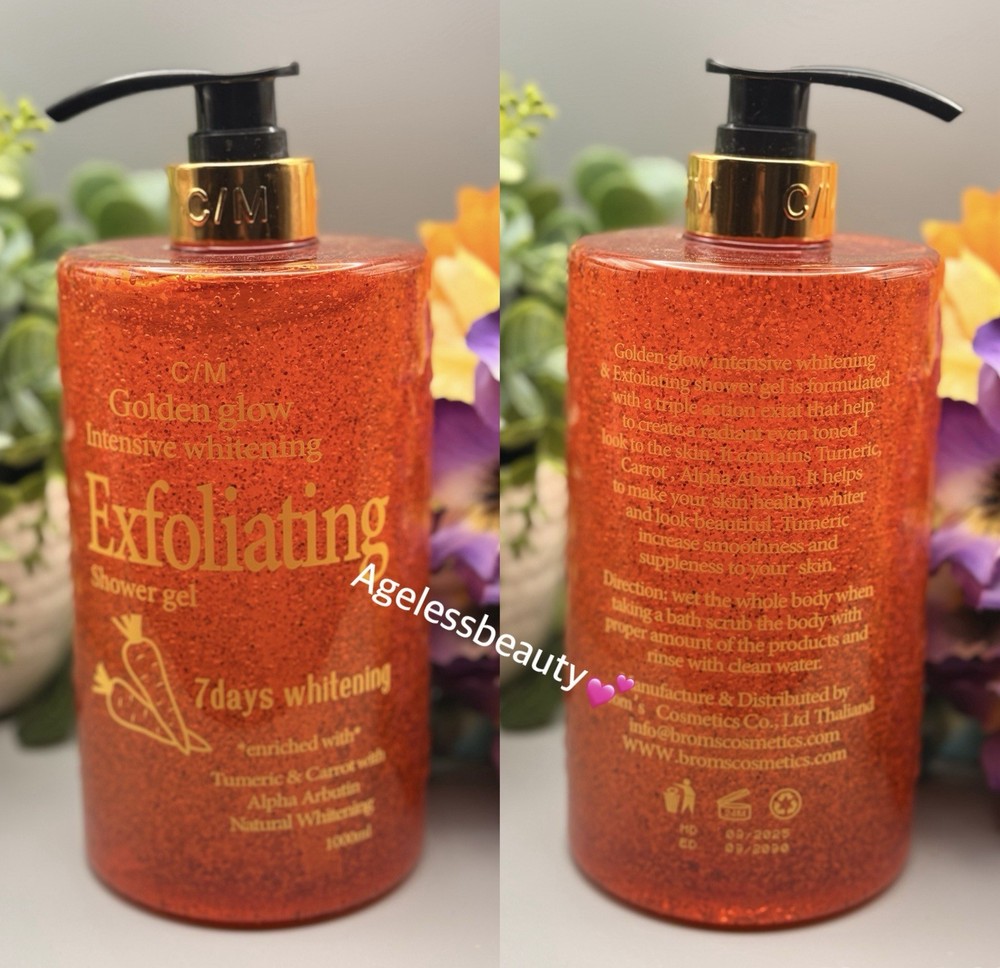 C/M
C/M
Golden glow
Intensive whitening
Exfoliating
Shower gel
7days whitening
*enriched with*
Tumeric & Carrot with
Alpha Arbutin
Natural Whitening
1000ml
Agelessbeauty
M C/
Golden glow intensive whitening
& Exfoliating shower gel is formulated
with a triple action extat that help
to create a radiant even toned
look to the skin. It contains Tumeric,
Carrot , Alpha Abutin. It helps
to make your skin healthy whiter
and look beautiful. Tumeric
increase smoothness and
suppleness to your skin.
Direction: wet the whole body when
taking a bath scrub the body with
proper amount of the products and
rinse with clean water.
anufacture & Distributed by
Cosmetics Co., Ltd Thailand
info@bromscosmetics.com
WWW.bromscosmetics.com
MD 09/2025
ED